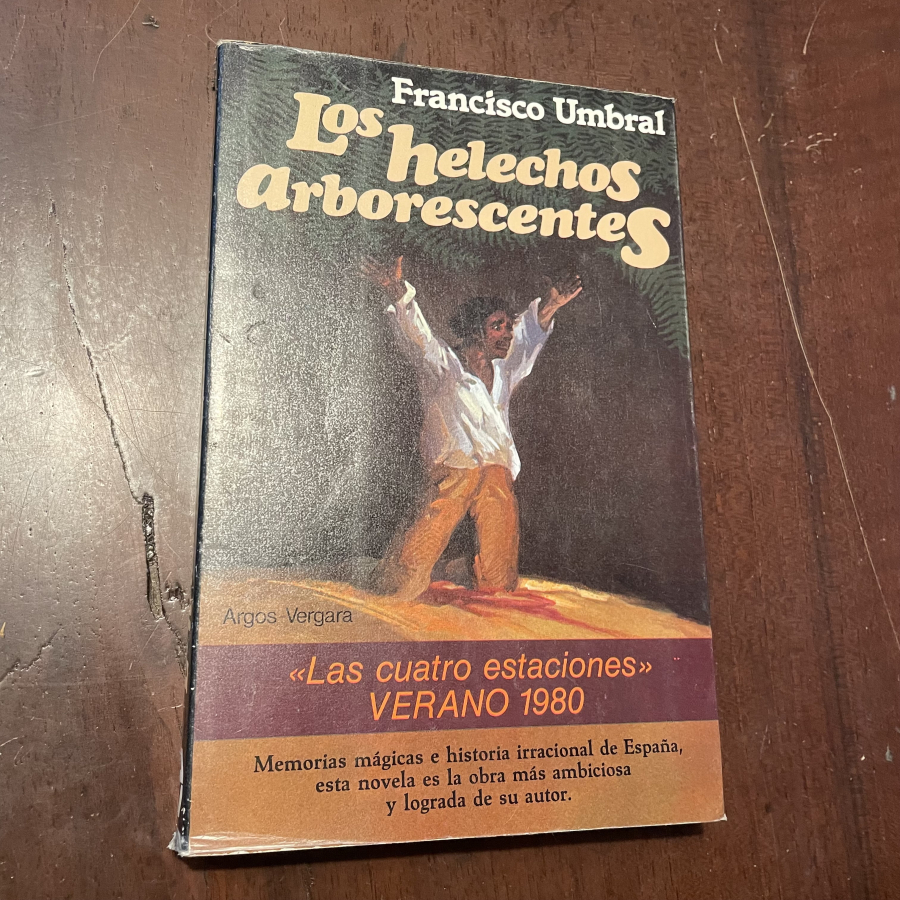 Francisco Umbral
Los helechos
arborescentes
Argos Vergara
«Las cuatro estaciones»
VERANO 1980
Memorias mágicas e historia irracional de España,
esta novela es la obra más ambiciosa
y lograda de su autor.